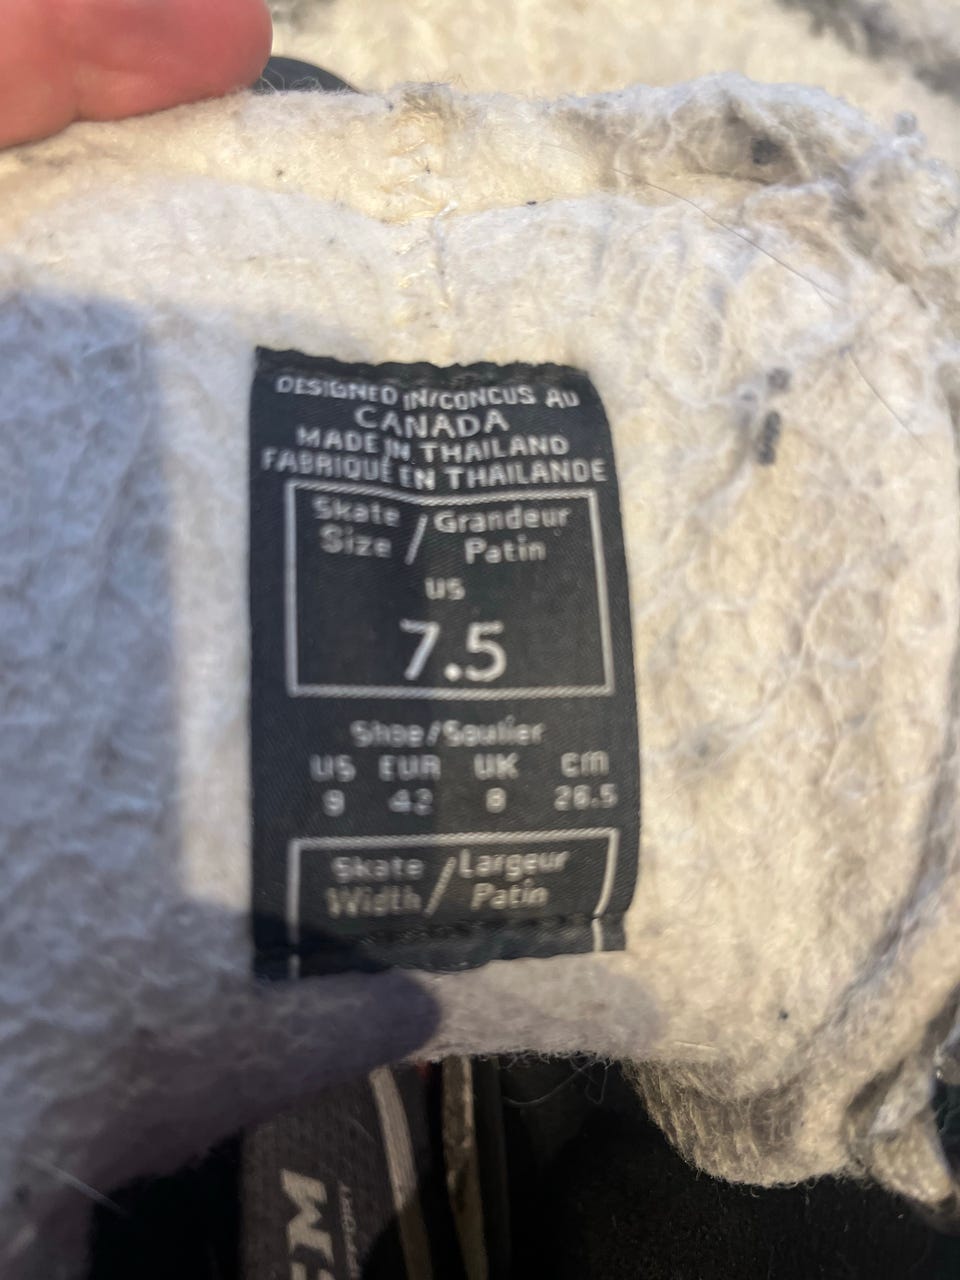 DESIGNED IN/CONCUS AU
CANADA
MADE IN THAILAND
FABRIQUÉ EN THAILANDE
Skate Size / Grandeur Patin
US
7.5
Shoe/Soulier
US EUR UK cm
9 42 8 26.5
Skate Width / Largeur Patin